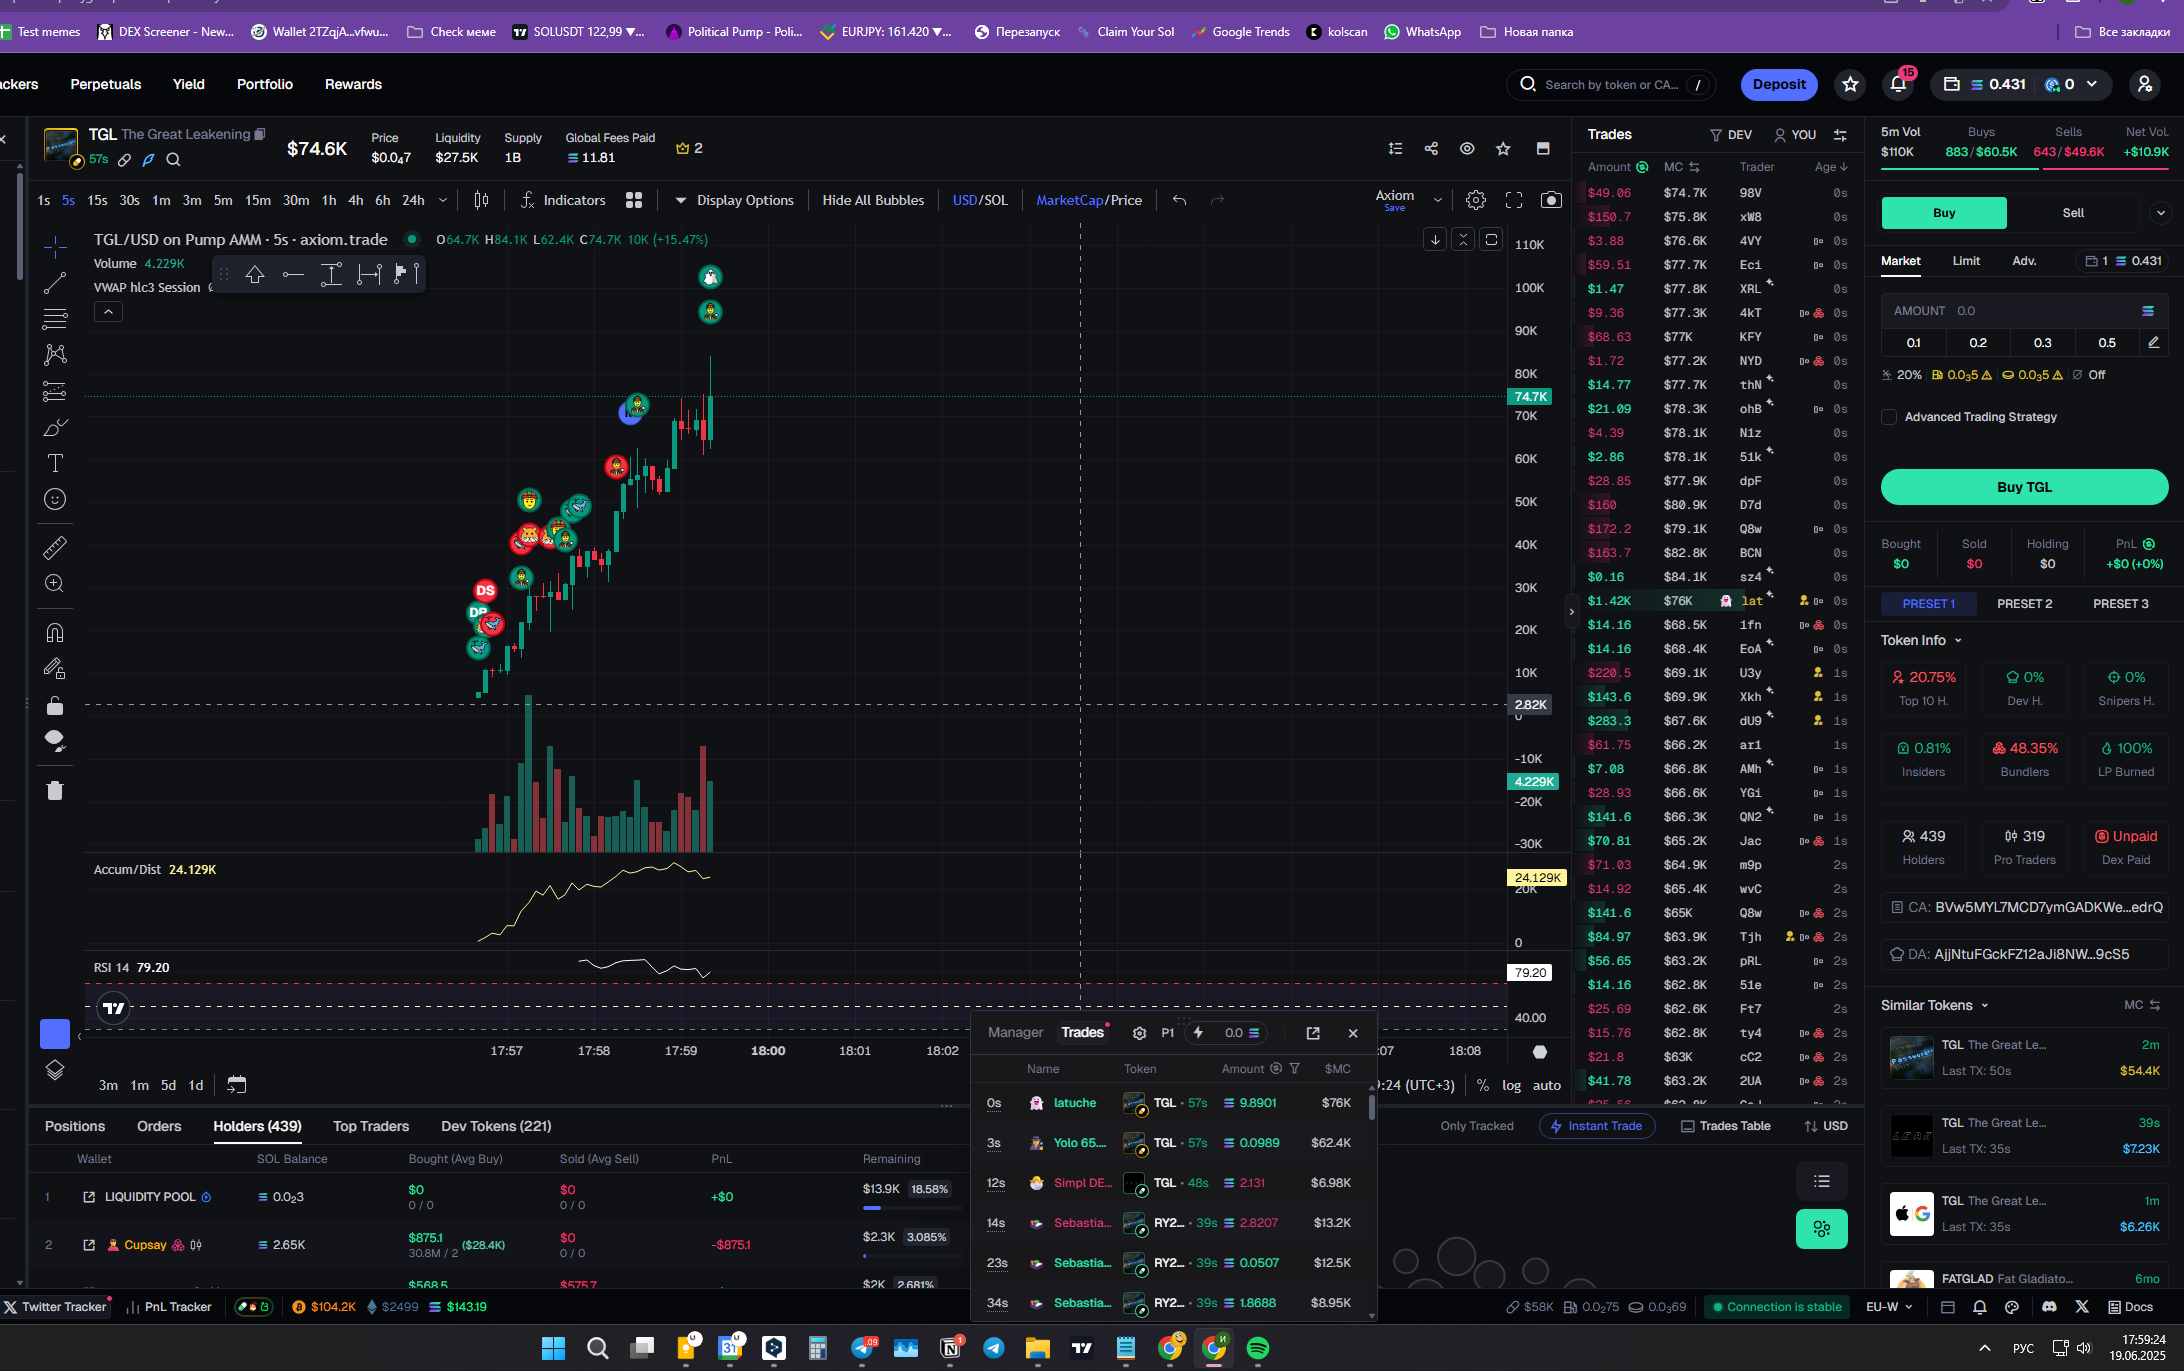 Test memes
DEX Screener - New...
Wallet 2TZqjA...vfwu...
Check меме
SOLUSDT 122,99 ▼...
Political Pump - Poli...
EURJPY: 161.420 ▼...
Перезапуск
Claim Your Sol
Google Trends
kolscan
WhatsApp
Новая папка
Все закладки
ackers
Perpetuals
Yield
Portfolio
Rewards
Search by token or CA...
/
Deposit
15
0.431
0
TGL The Great Leakening
57s
$74.6K
Price
$0.0₄7
Liquidity
$27.5K
Supply
1B
Global Fees Paid
11.81
2
1s 5s 15s 30s 1m 3m 5m 15m 30m 1h 4h 6h 24h
Indicators
Display Options
Hide All Bubbles
USD/SOL
MarketCap/Price
Axiom
Save
TGL/USD on Pump AMM · 5s · axiom.trade
O64.7K H84.1K L62.4K C74.7K 10K (+15.47%)
Volume 4.229K
VWAP hlc3 Session
DS
110K
100K
90K
80K
74.7K
70K
60K
50K
40K
30K
20K
10K
2.82K
0
-10K
4.229K
-20K
-30K
Accum/Dist 24.129K
24.129K
20K
0
RSI 14 79.20
79.20
40.00
17:57 17:58 17:59 18:00 18:01 18:02 :07 18:08
3m 1m 5d 1d
9:24 (UTC+3) % log auto
Trades
DEV
YOU
Amount MC Trader Age
$49.06 $74.7K 98V 0s
$150.7 $75.8K xW8 0s
$3.88 $76.6K 4VY 0s
$59.51 $77.7K Eci 0s
$1.47 $77.8K XRL 0s
$9.36 $77.3K 4kT 0s
$68.63 $77K KFY 0s
$1.72 $77.2K NYD 0s
$14.77 $77.7K thN 0s
$21.09 $78.3K ohB 0s
$4.39 $78.1K N1z 0s
$2.86 $78.1K 51k 0s
$28.85 $77.9K dpF 0s
$160 $80.9K D7d 0s
$172.2 $79.1K Q8w 0s
$163.7 $82.8K BCN 0s
$0.16 $84.1K sz4 0s
$1.42K $76K lat 0s
$14.16 $68.5K 1fn 0s
$14.16 $68.4K EoA 0s
$220.5 $69.1K U3y 1s
$143.6 $69.9K Xkh 1s
$283.3 $67.6K dU9 1s
$61.75 $66.2K ari 1s
$7.08 $66.8K AMh 1s
$28.93 $66.6K YGi 1s
$141.6 $66.3K QN2 1s
$70.81 $65.2K Jac 1s
$71.03 $64.9K m9p 2s
$14.92 $65.4K wvC 2s
$141.6 $65K Q8w 2s
$84.97 $63.9K Tjh 2s
$56.65 $63.2K pRL 2s
$14.16 $62.8K 51e 2s
$25.69 $62.6K Ft7 2s
$15.76 $62.8K ty4 2s
$21.8 $63K cC2 2s
$41.78 $63.2K 2UA 2s
5m Vol Buys Sells Net Vol.
$110K 883/$60.5K 643/$49.6K +$10.9K
Buy
Sell
Market Limit Adv. 1 0.431
AMOUNT 0.0
0.1 0.2 0.3 0.5
20% 0.0₃5 0.0₃5 Off
Advanced Trading Strategy
Buy TGL
Bought Sold Holding PnL
$0 $0 $0 +$0 (+0%)
PRESET 1 PRESET 2 PRESET 3
Token Info
20.75% 0% 0%
Top 10 H. Dev H. Snipers H.
0.81% 48.35% 100%
Insiders Bundlers LP Burned
439 319 Unpaid
Holders Pro Traders Dex Paid
CA: BVw5MYL7MCD7ymGADKWe...edrQ
DA: AjjNtuFGckFZ12aJi8NW...9cS5
Similar Tokens MC
TGL The Great Le... 2m
Last TX: 50s $54.4K
TGL The Great Le... 39s
Last TX: 35s $7.23K
TGL The Great Le... 1m
Last TX: 35s $6.26K
FATGLAD Fat Gladiato... 6mo
Manager Trades P1 0.0
Name Token Amount $MC
0s latuche TGL · 57s 9.8901 $76K
3s Yolo 65.... TGL · 57s 0.0989 $62.4K
12s Simpl DE... TGL · 48s 2.131 $6.98K
14s Sebastia... RY2... · 39s 2.8207 $13.2K
23s Sebastia... RY2... · 39s 0.0507 $12.5K
34s Sebastia... RY2... · 39s 1.8688 $8.95K
Positions Orders Holders (439) Top Traders Dev Tokens (221)
Only Tracked Instant Trade Trades Table USD
Wallet SOL Balance Bought (Avg Buy) Sold (Avg Sell) PnL Remaining
1 LIQUIDITY POOL 0.0₂3 $0 $0 +$0 $13.9K 18.58%
0 / 0 0 / 0
2 Cupsay 2.65K $875.1 $0 -$875.1 $2.3K 3.085%
30.8M / 2 ($28.4K) 0 / 0
$568.5 $575.7 $2K 2.681%
Twitter Tracker
PnL Tracker
$104.2K
$2499
$143.19
$58K
0.0₂75
0.0₃69
Connection is stable
EU-W
Docs
РУС
17:59:24
19.06.2025